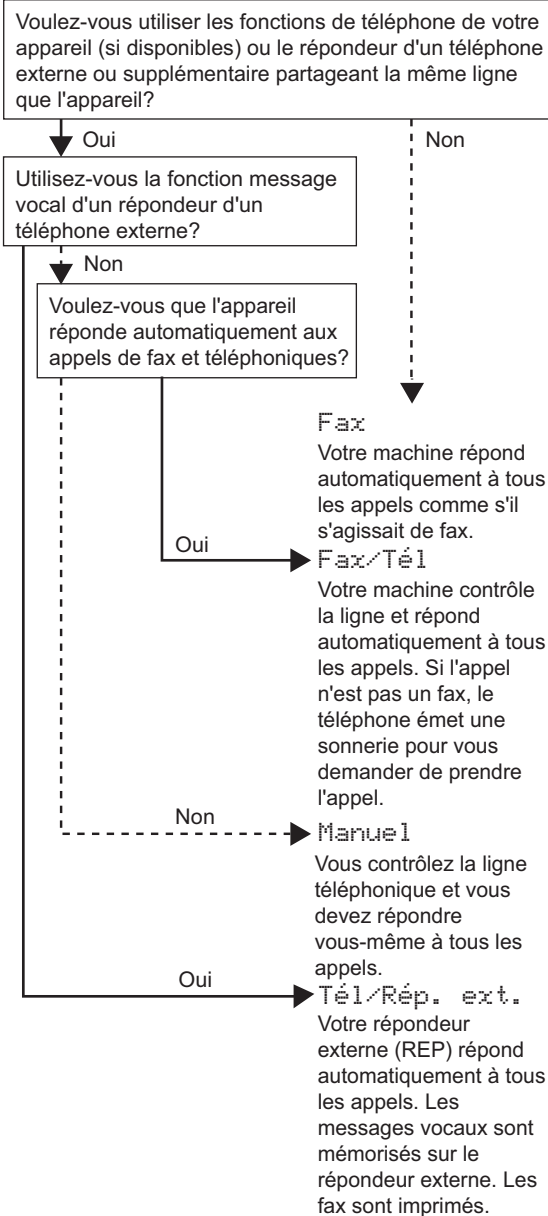 Voulez-vous utiliser les fonctions de téléphone de votre
appareil (si disponibles) ou le répondeur d'un téléphone
externe ou supplémentaire partageant la même ligne
que l'appareil?
Oui
Non
Utilisez-vous la fonction message
vocal d'un répondeur d'un
téléphone externe?
Non
Voulez-vous que l'appareil
réponde automatiquement aux
appels de fax et téléphoniques?
Fax
Votre machine répond
automatiquement à tous
les appels comme s'il
s'agissait de fax.
Oui
Fax/Tél
Votre machine contrôle
la ligne et répond
automatiquement à tous
les appels. Si l'appel
n'est pas un fax, le
téléphone émet une
sonnerie pour vous
demander de prendre
l'appel.
Non
Manuel
Vous contrôlez la ligne
téléphonique et vous
devez répondre
vous-même à tous les
appels.
Oui
Tél/Rép. ext.
Votre répondeur
externe (REP) répond
automatiquement à tous
les appels. Les
messages vocaux sont
mémorisés sur le
répondeur externe. Les
fax sont imprimés.